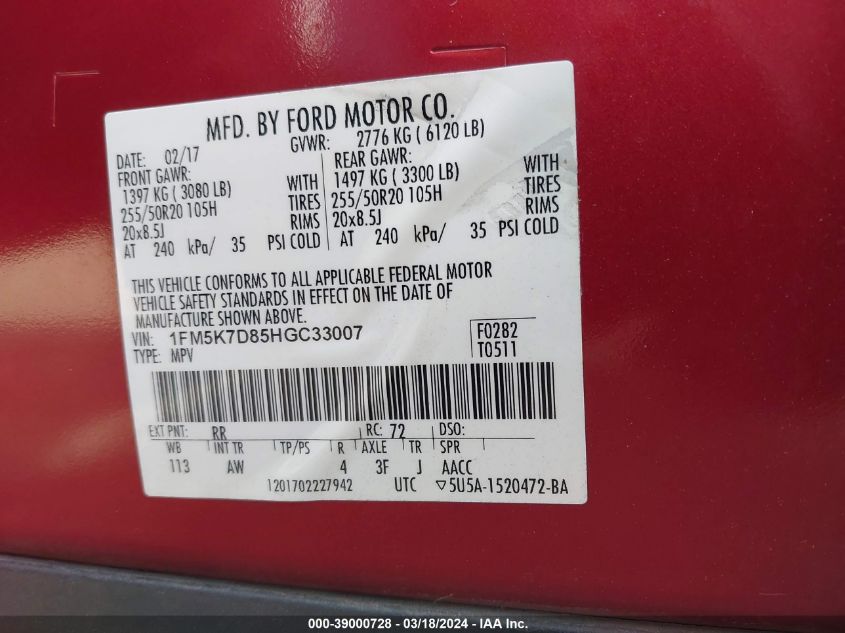 MFD. BY FORD MOTOR CO.
DATE: 02/17 GVWR: 2776 KG ( 6120 LB)
FRONT GAWR: REAR GAWR:
1397 KG ( 3080 LB) WITH 1497 KG ( 3300 LB) WITH
255/50R20 105H TIRES 255/50R20 105H TIRES
20x8.5J RIMS 20x8.5J RIMS
AT 240 kPa/ 35 PSI COLD AT 240 kPa/ 35 PSI COLD
THIS VEHICLE CONFORMS TO ALL APPLICABLE FEDERAL MOTOR
VEHICLE SAFETY STANDARDS IN EFFECT ON THE DATE OF
MANUFACTURE SHOWN ABOVE.
VIN: 1FM5K7D85HGC33007 F0282
TYPE: MPV T0511
EXT PNT: RR RC: 72 DSO:
WB INT TR TP/PS R AXLE TR SPR
113 AW 4 3F J AACC
1201702227942 UTC ▽5U5A-1520472-BA
000-39000728 - 03/18/2024 - IAA Inc.